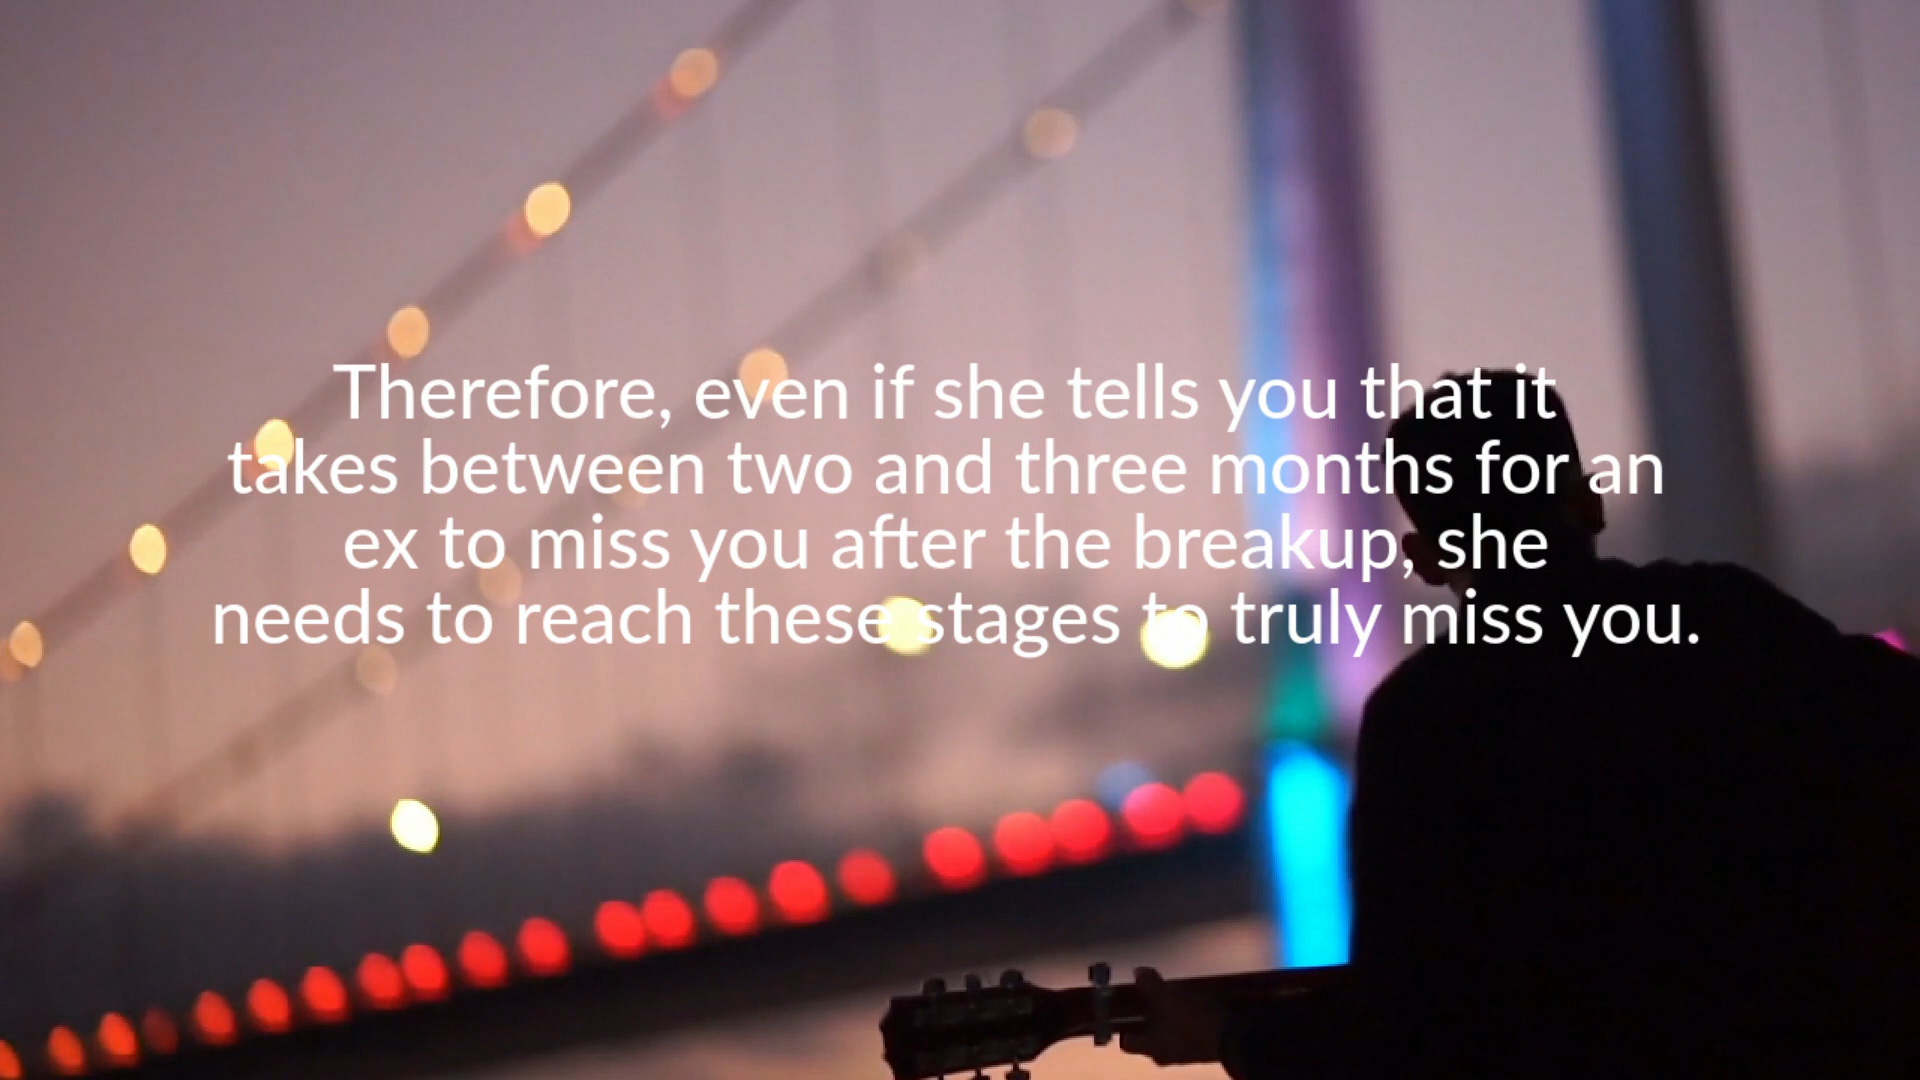 Therefore, even if she tells you that it
takes between two and three months for an
ex to miss you after the breakup, she
needs to reach these stages to truly miss you.